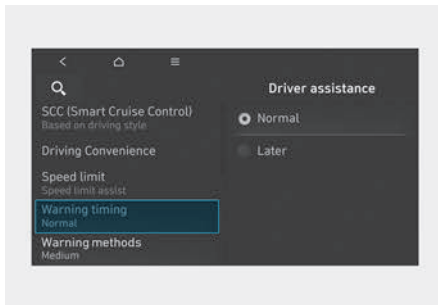 Driver assistance
SCC (Smart Cruise Control)
Based on driving style
Driving Convenience
Speed limit
Speed limit assist
Warning timing
Normal
Warning methods
Medium
Normal
Later